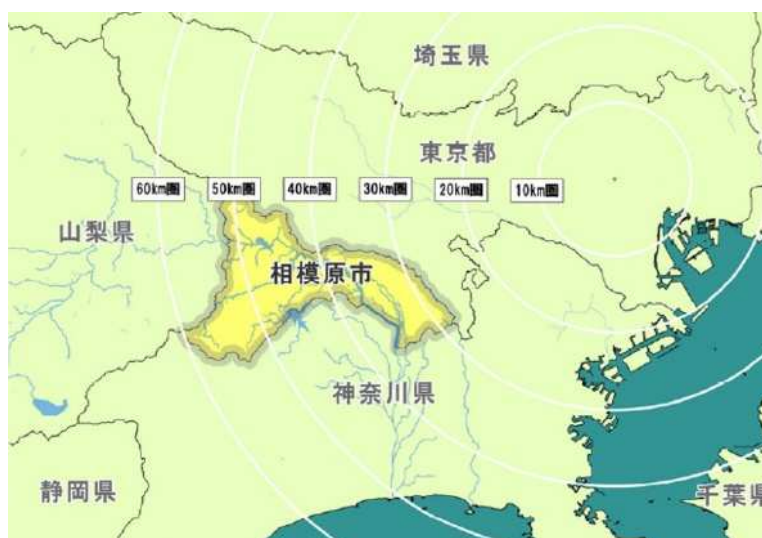 埼玉県
東京都
60km圏
50km圏
40km圏
30km圏
20km圏
10km圏
山梨県
相模原市
神奈川県
静岡県
千葉県